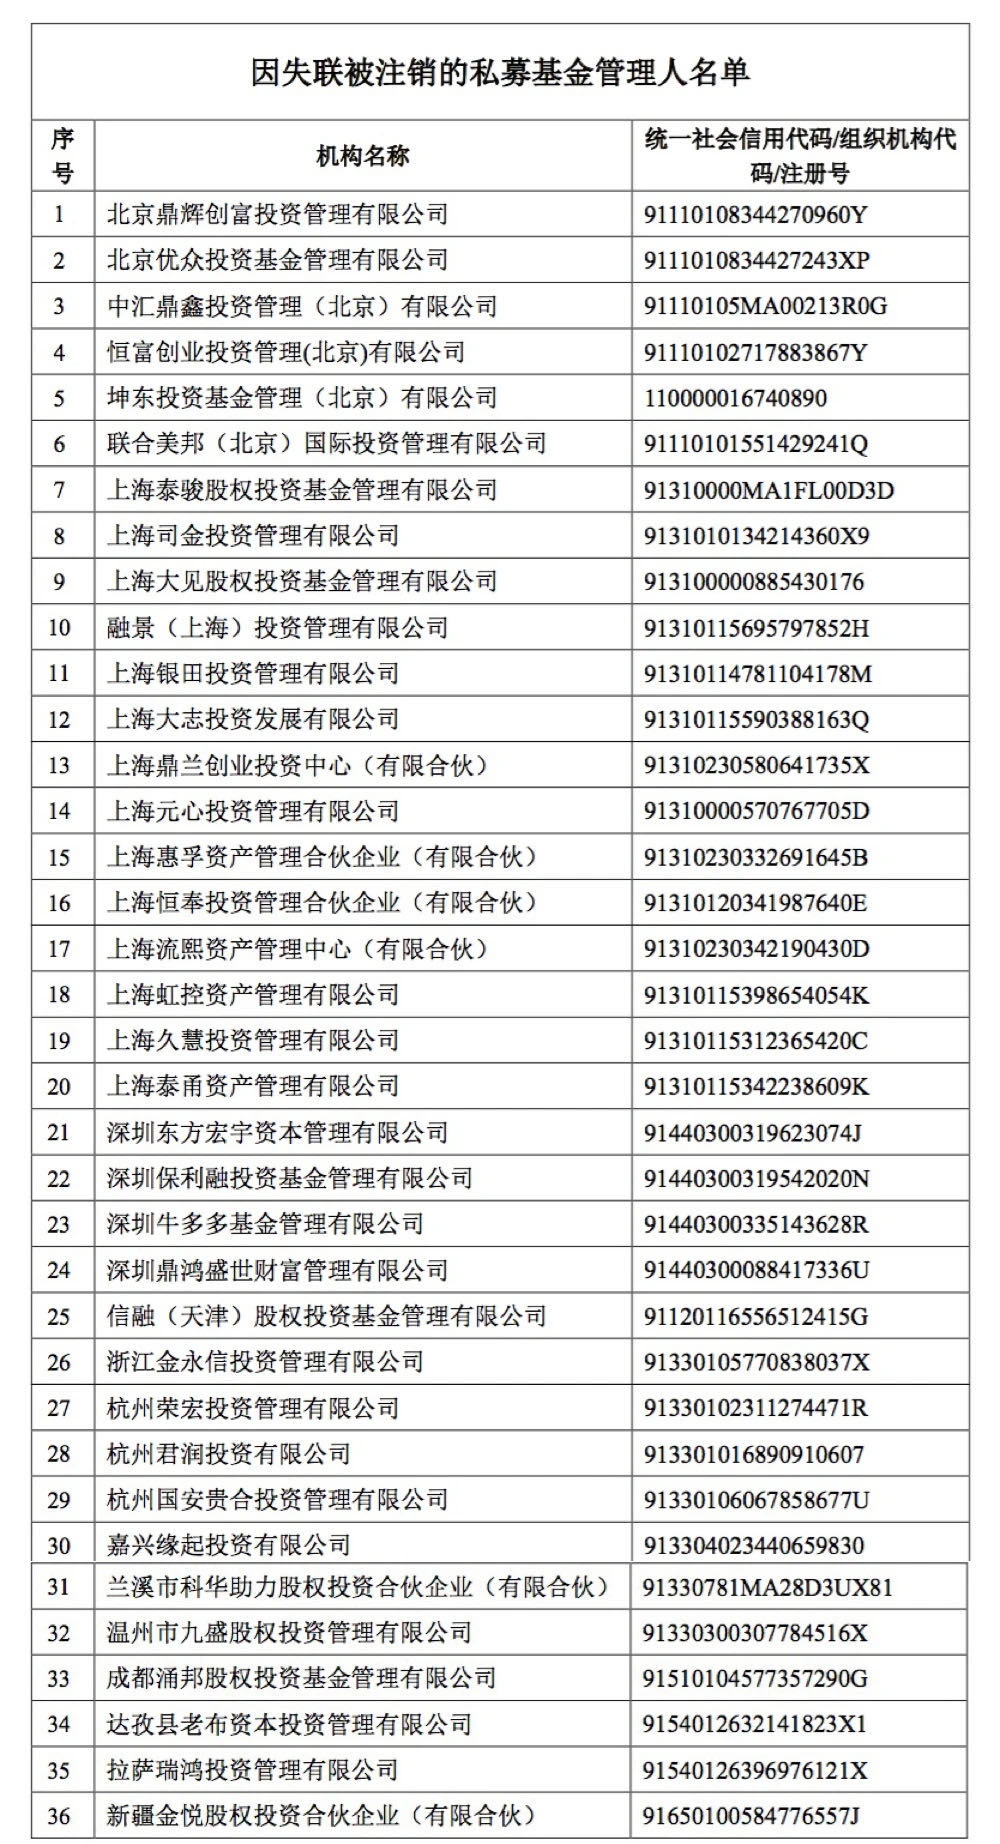 因失联被注销的私募基金管理人名单
序号 机构名称 统一社会信用代码/组织机构代码/注册号
1 北京鼎辉创富投资管理有限公司 91110108344270960Y
2 北京优众投资基金管理有限公司 9111010834427243XP
3 中汇鼎鑫投资管理（北京）有限公司 91110105MA00213R0G
4 恒富创业投资管理(北京)有限公司 91110102717883867Y
5 坤东投资基金管理（北京）有限公司 110000016740890
6 联合美邦（北京）国际投资管理有限公司 91110101551429241Q
7 上海泰骏股权投资基金管理有限公司 91310000MA1FL00D3D
8 上海司金投资管理有限公司 9131010134214360X9
9 上海大见股权投资基金管理有限公司 913100000885430176
10 融景（上海）投资管理有限公司 91310115695797852H
11 上海银田投资管理有限公司 91310114781104178M
12 上海大志投资发展有限公司 91310115590388163Q
13 上海鼎兰创业投资中心（有限合伙） 91310230580641735X
14 上海元心投资管理有限公司 91310000570767705D
15 上海惠孚资产管理合伙企业（有限合伙） 91310230332691645B
16 上海恒奉投资管理合伙企业（有限合伙） 91310120341987640E
17 上海流熙资产管理中心（有限合伙） 91310230342190430D
18 上海虹控资产管理有限公司 91310115398654054K
19 上海久慧投资管理有限公司 91310115312365420C
20 上海泰甬资产管理有限公司 91310115342238609K
21 深圳东方宏宇资本管理有限公司 91440300319623074J
22 深圳保利融投资基金管理有限公司 91440300319542020N
23 深圳牛多多基金管理有限公司 91440300335143628R
24 深圳鼎鸿盛世财富管理有限公司 91440300088417336U
25 信融（天津）股权投资基金管理有限公司 91120116556512415G
26 浙江金永信投资管理有限公司 91330105770838037X
27 杭州荣宏投资管理有限公司 91330102311274471R
28 杭州君润投资有限公司 913301016890910607
29 杭州国安贵合投资管理有限公司 91330106067858677U
30 嘉兴缘起投资有限公司 913304023440659830
31 兰溪市科华助力股权投资合伙企业（有限合伙） 91330781MA28D3UX81
32 温州市九盛股权投资管理有限公司 91330300307784516X
33 成都涌邦股权投资基金管理有限公司 91510104577357290G
34 达孜县老布资本投资管理有限公司 9154012632141823X1
35 拉萨瑞鸿投资管理有限公司 91540126396976121X
36 新疆金悦股权投资合伙企业（有限合伙） 91650100584776557J